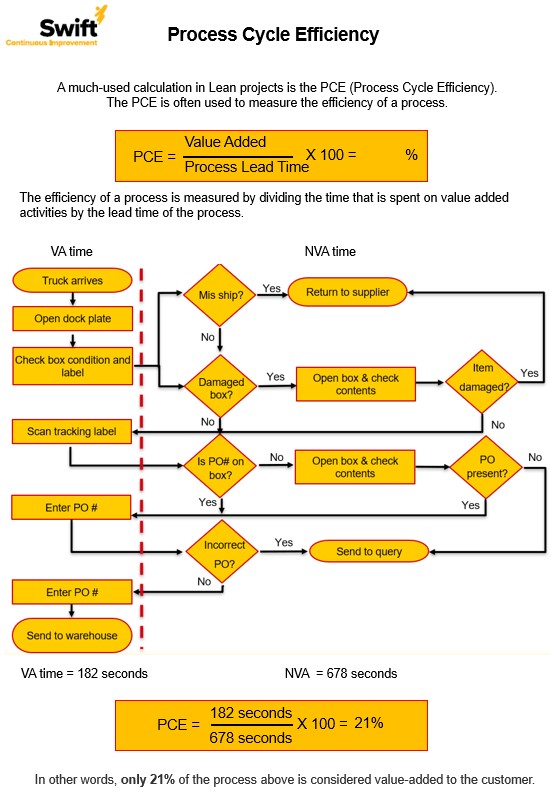 Swift
Continuous Improvement
Process Cycle Efficiency
A much-used calculation in Lean projects is the PCE (Process Cycle Efficiency).
The PCE is often used to measure the efficiency of a process.
PCE = Value Added
Process Lead Time
X 100 = %
The efficiency of a process is measured by dividing the time that is spent on value added
activities by the lead time of the process.
VA time
NVA time
Truck arrives
Mis ship?
Yes
Return to supplier
Open dock plate
No
Check box condition and
label
Damaged
box?
Yes
Open box & check
contents
Item
damaged?
Yes
No
No
Scan tracking label
Is PO# on
box?
No
Open box & check
contents
PO
present?
No
Yes
Yes
Enter PO #
Incorrect
PO?
Yes
Send to query
No
Enter PO #
Send to warehouse
VA time = 182 seconds
NVA = 678 seconds
PCE = 182 seconds
678 seconds
X 100 = 21%
In other words, only 21% of the process above is considered value-added to the customer.